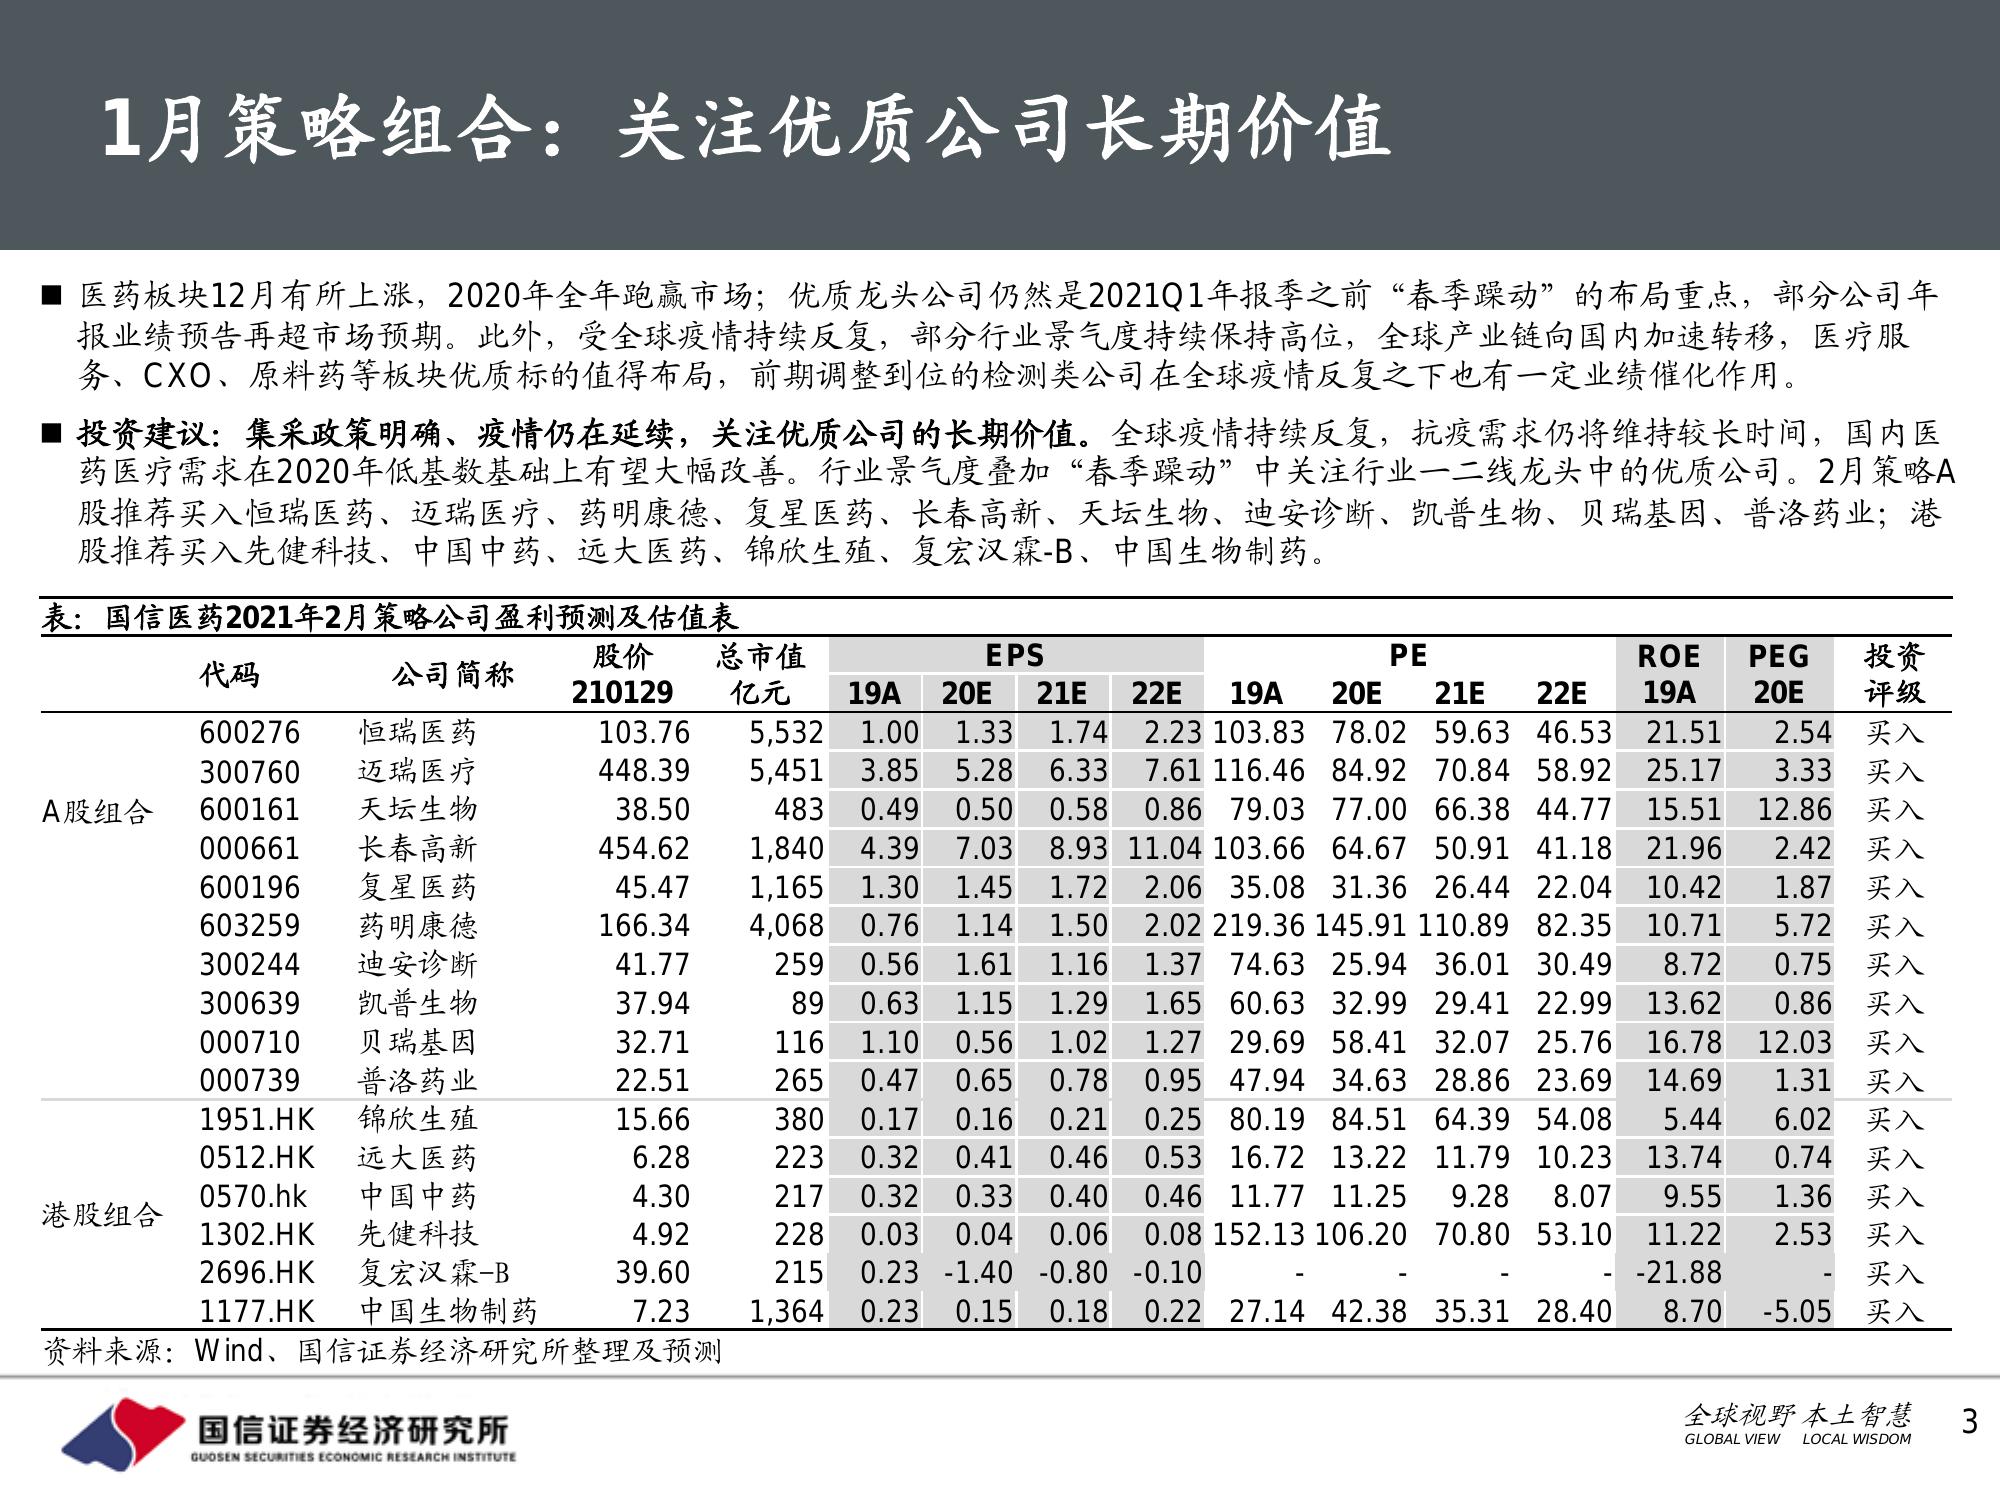 1月策略组合：关注优质公司长期价值
■ 医药板块12月有所上涨，2020年全年跑赢市场；优质龙头公司仍然是2021Q1年报季之前“春季躁动”的布局重点，部分公司年
报业绩预告再超市场预期。此外，受全球疫情持续反复，部分行业景气度持续保持高位，全球产业链向国内加速转移，医疗服
务、CXO、原料药等板块优质标的值得布局，前期调整到位的检测类公司在全球疫情反复之下也有一定业绩催化作用。
■ 投资建议：集采政策明确、疫情仍在延续，关注优质公司的长期价值。全球疫情持续反复，抗疫需求仍将维持较长时间，国内医
药医疗需求在2020年低基数基础上有望大幅改善。行业景气度叠加“春季躁动”中关注行业一二线龙头中的优质公司。2月策略A
股推荐买入恒瑞医药、迈瑞医疗、药明康德、复星医药、长春高新、天坛生物、迪安诊断、凯普生物、贝瑞基因、普洛药业；港
股推荐买入先健科技、中国中药、远大医药、锦欣生殖、复宏汉霖-B、中国生物制药。
表：国信医药2021年2月策略公司盈利预测及估值表
代码 公司简称 股价 总市值 EPS PE ROE PEG 投资
210129 亿元 19A 20E 21E 22E 19A 20E 21E 22E 19A 20E 评级
600276 恒瑞医药 103.76 5,532 1.00 1.33 1.74 2.23 103.83 78.02 59.63 46.53 21.51 2.54 买入
300760 迈瑞医疗 448.39 5,451 3.85 5.28 6.33 7.61 116.46 84.92 70.84 58.92 25.17 3.33 买入
A股组合 600161 天坛生物 38.50 483 0.49 0.50 0.58 0.86 79.03 77.00 66.38 44.77 15.51 12.86 买入
000661 长春高新 454.62 1,840 4.39 7.03 8.93 11.04 103.66 64.67 50.91 41.18 21.96 2.42 买入
600196 复星医药 45.47 1,165 1.30 1.45 1.72 2.06 35.08 31.36 26.44 22.04 10.42 1.87 买入
603259 药明康德 166.34 4,068 0.76 1.14 1.50 2.02 219.36 145.91 110.89 82.35 10.71 5.72 买入
300244 迪安诊断 41.77 259 0.56 1.61 1.16 1.37 74.63 25.94 36.01 30.49 8.72 0.75 买入
300639 凯普生物 37.94 89 0.63 1.15 1.29 1.65 60.63 32.99 29.41 22.99 13.62 0.86 买入
000710 贝瑞基因 32.71 116 1.10 0.56 1.02 1.27 29.69 58.41 32.07 25.76 16.78 12.03 买入
000739 普洛药业 22.51 265 0.47 0.65 0.78 0.95 47.94 34.63 28.86 23.69 14.69 1.31 买入
1951.HK 锦欣生殖 15.66 380 0.17 0.16 0.21 0.25 80.19 84.51 64.39 54.08 5.44 6.02 买入
0512.HK 远大医药 6.28 223 0.32 0.41 0.46 0.53 16.72 13.22 11.79 10.23 13.74 0.74 买入
0570.hk 中国中药 4.30 217 0.32 0.33 0.40 0.46 11.77 11.25 9.28 8.07 9.55 1.36 买入
港股组合 1302.HK 先健科技 4.92 228 0.03 0.04 0.06 0.08 152.13 106.20 70.80 53.10 11.22 2.53 买入
2696.HK 复宏汉霖-B 39.60 215 0.23 -1.40 -0.80 -0.10 - - - - -21.88 - 买入
1177.HK 中国生物制药 7.23 1,364 0.23 0.15 0.18 0.22 27.14 42.38 35.31 28.40 8.70 -5.05 买入
资料来源：Wind、国信证券经济研究所整理及预测
国信证券经济研究所
GUOSEN SECURITIES ECONOMIC RESEARCH INSTITUTE
全球视野 本土智慧
GLOBAL VIEW LOCAL WISDOM
3